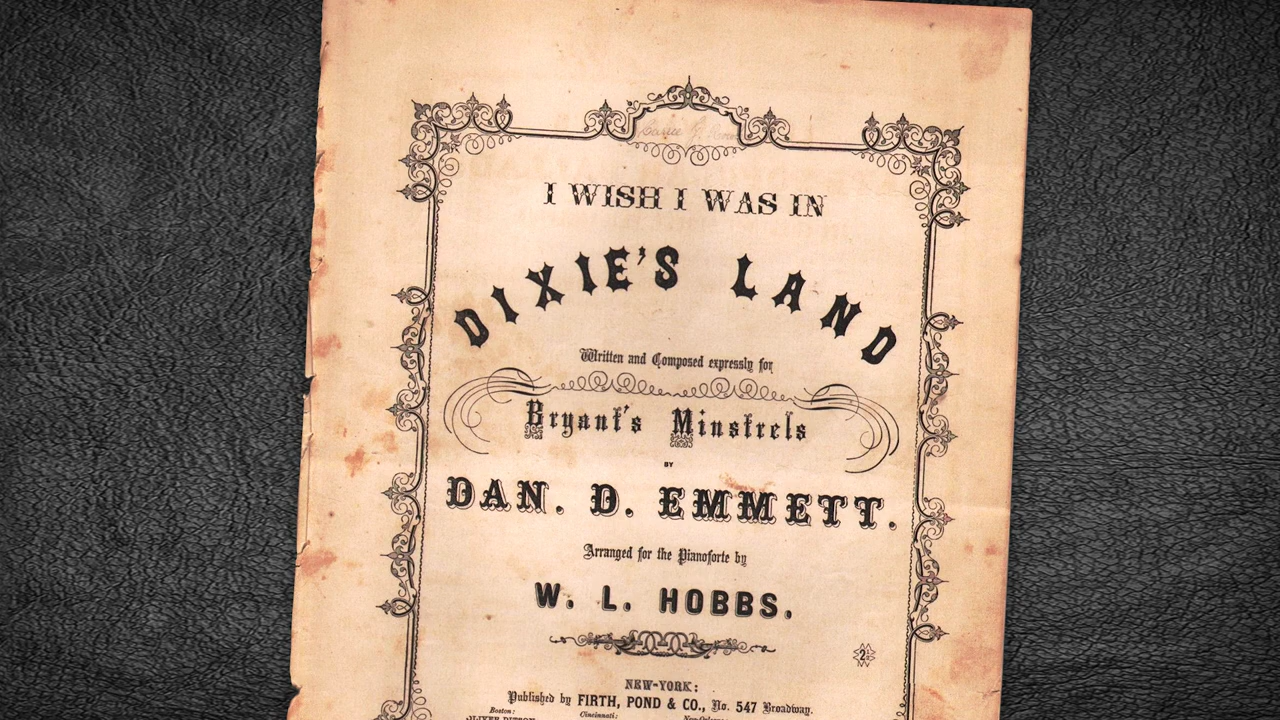 I WISH I WAS IN
DIXIE'S LAND
Written and Composed expressly for
Bryant's Minstrels
BY
DAN. D. EMMETT.
Arranged for the Pianoforte by
W. L. HOBBS.
2
NEW-YORK:
Published by FIRTH, POND & CO., No. 547 Broadway.
Boston: Cincinnati: